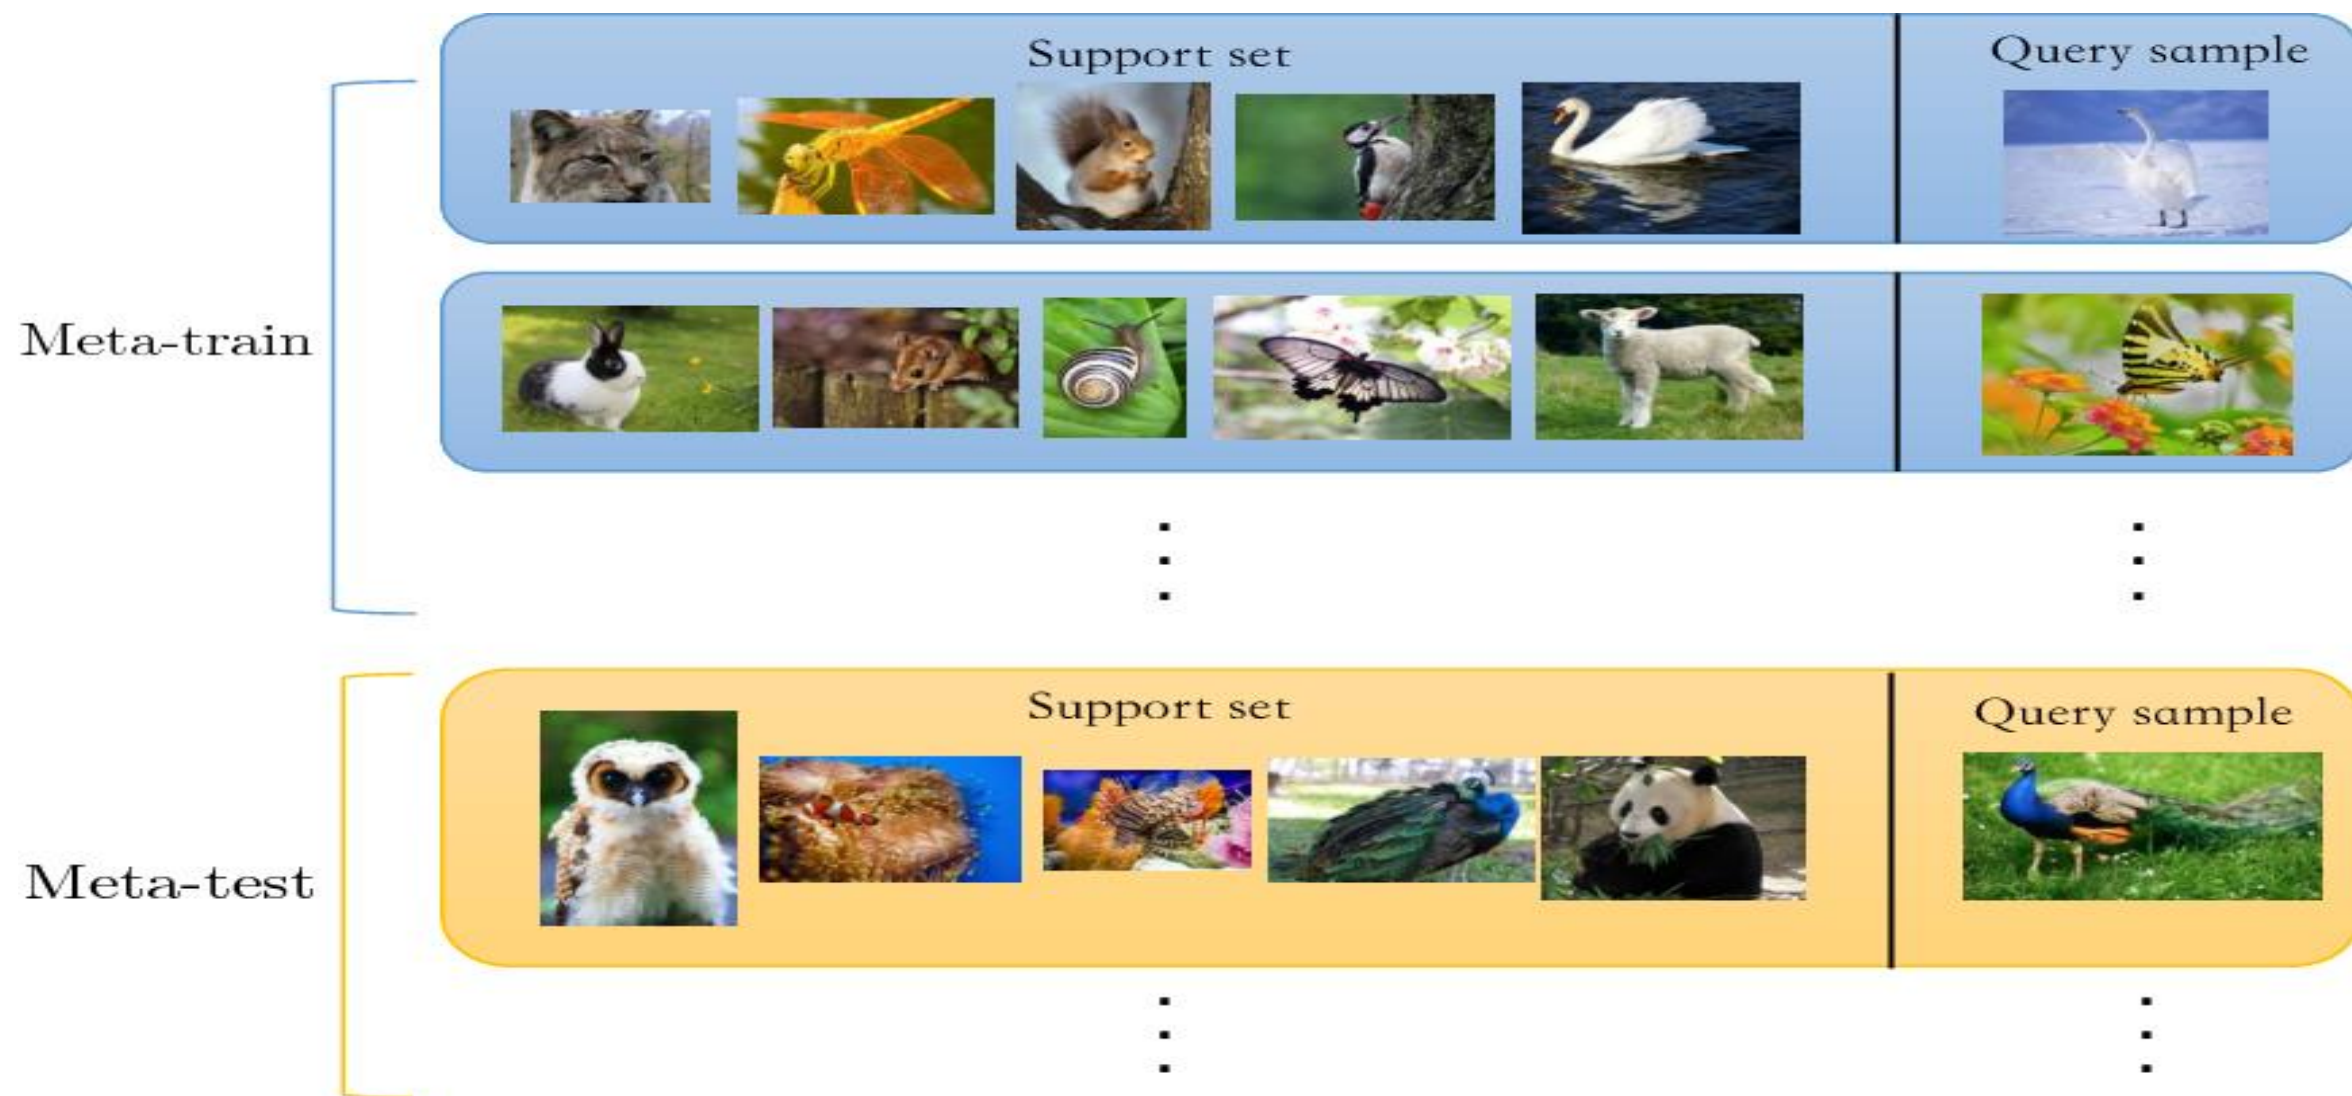 Support set
Query sample
Meta-train
Support set
Query sample
Meta-test